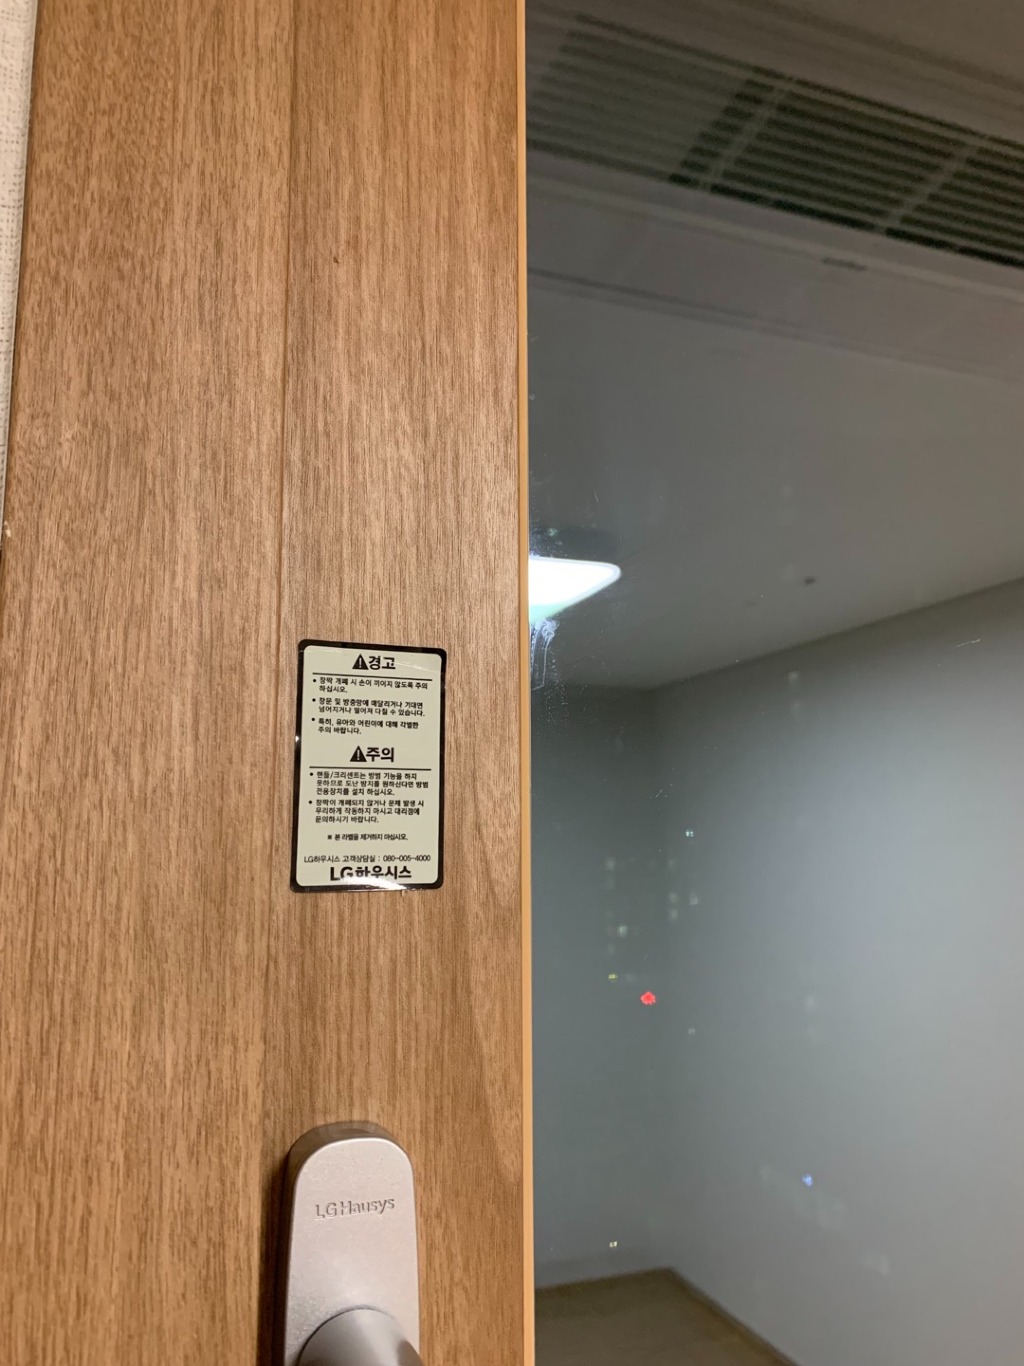 ⚠경고
• 창짝 개폐 시 손이 끼이지 않도록 주의
하십시오.
• 창문 및 방충망에 매달리거나 기대면
넘어지거나 떨어져 다칠 수 있습니다.
• 특히, 유아와 어린이에 대해 각별한
주의 바랍니다.
⚠주의
• 핸들/크리센트는 방범 기능을 하지
못하므로 도난 방지를 원하신다면 방범
전용장치를 설치 하십시오.
• 창짝이 개폐되지 않거나 문제 발생 시
무리하게 작동하지 마시고 대리점에
문의하시기 바랍니다.
※ 본 라벨을 제거하지 마십시오.
LG하우시스 고객상담실 : 080-005-4000
LG하우시스
LG Hausys